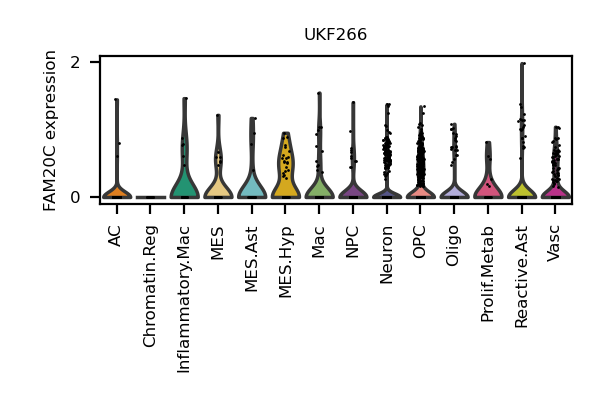 UKF266
FAM20C expression
2
0
AC
Chromatin.Reg
Inflammatory.Mac
MES
MES.Ast
MES.Hyp
Mac
NPC
Neuron
OPC
Oligo
Prolif.Metab
Reactive.Ast
Vasc